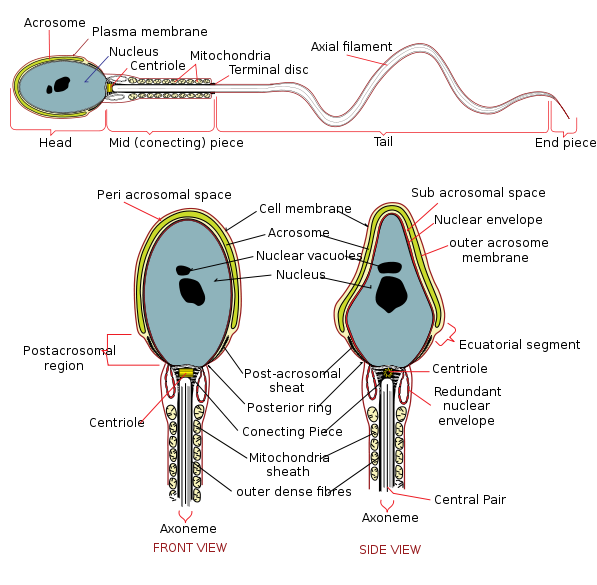 Acrosome
Plasma membrane
Nucleus
Centriole
Mitochondria
Terminal disc
Axial filament
Head
Mid (conecting) piece
Tail
End piece
Peri acrosomal space
Cell membrane
Acrosome
Nuclear vacuoles
Nucleus
Sub acrosomal space
Nuclear envelope
outer acrosome
membrane
Postacrosomal
region
Ecuatorial segment
Post-acrosomal
sheat
Posterior ring
Centriole
Centriole
Redundant
nuclear
envelope
Conecting Piece
Mitochondria
sheath
outer dense fibres
Central Pair
Axoneme
Axoneme
FRONT VIEW
SIDE VIEW